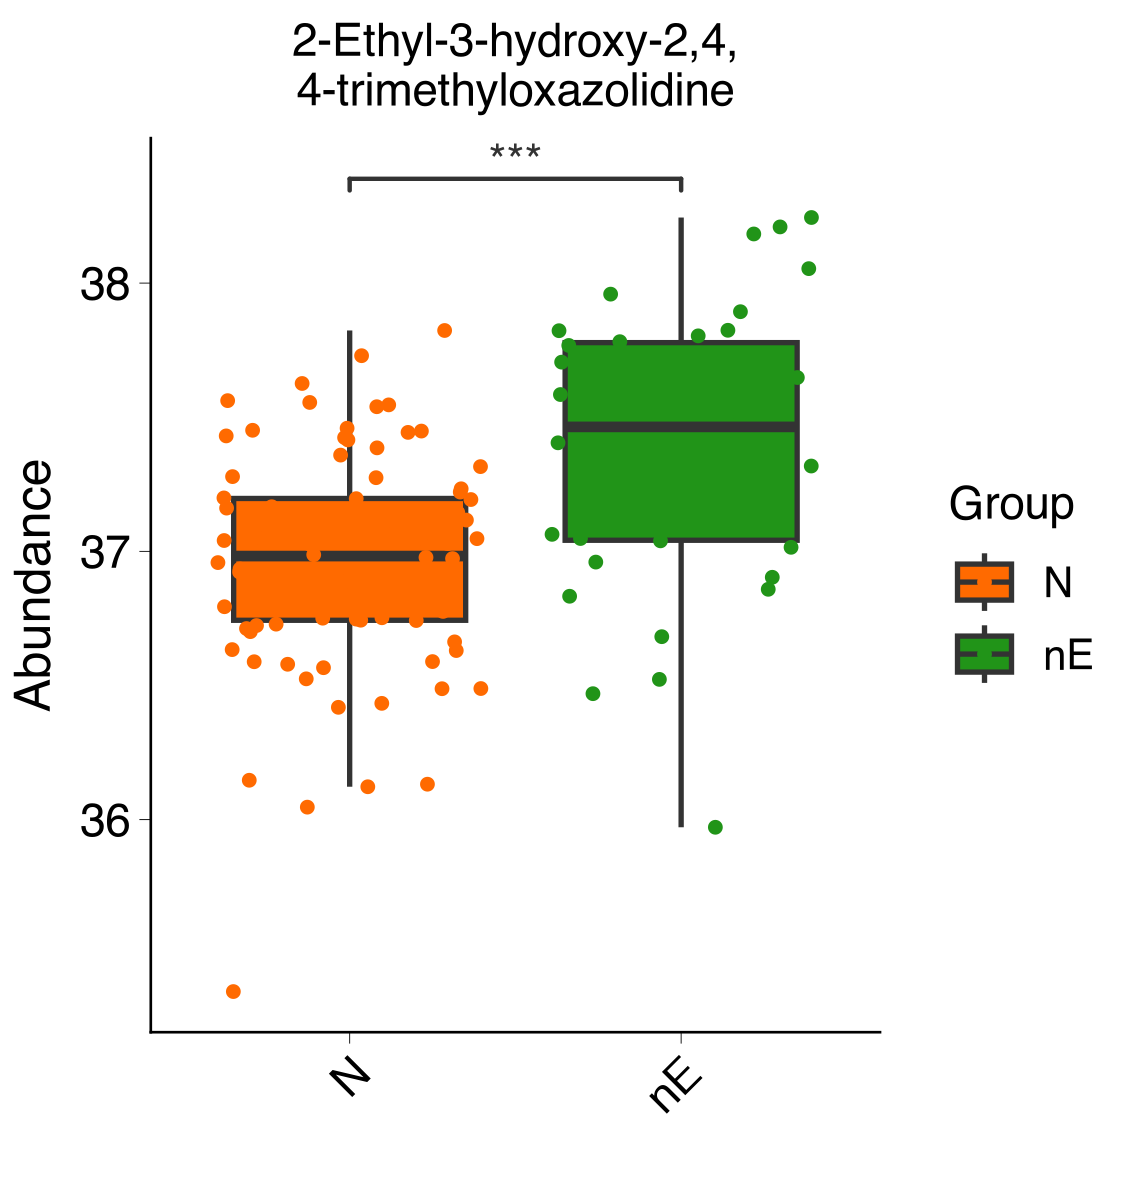 2-Ethyl-3-hydroxy-2,4,
4-trimethyloxazolidine
***
38
37
36
Abundance
N
nE
Group
N
nE